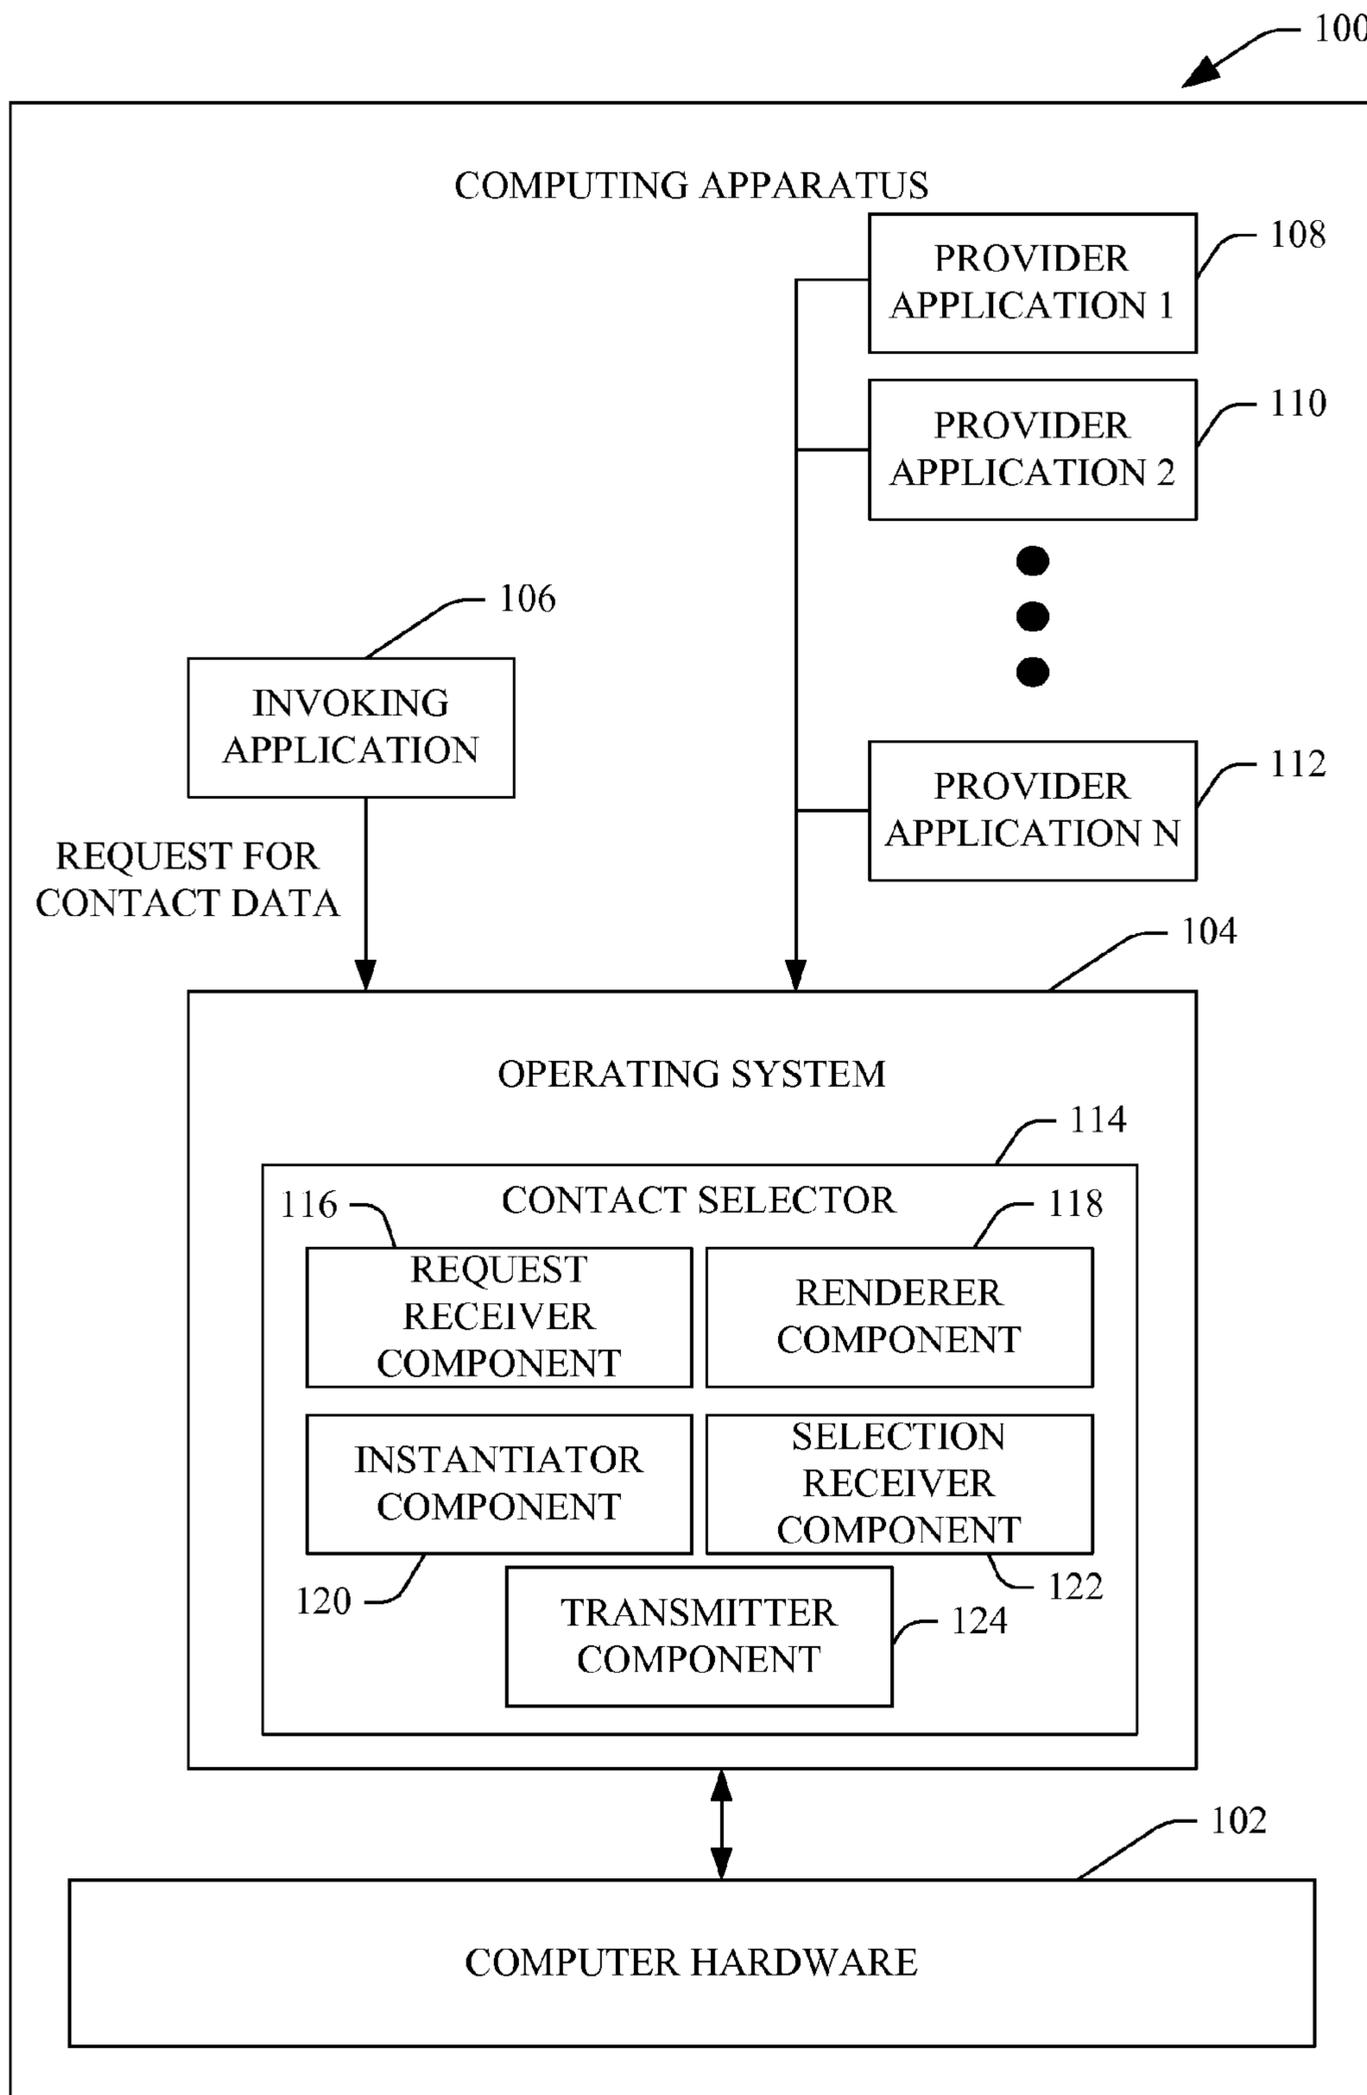 100
COMPUTING APPARATUS
PROVIDER
APPLICATION 1
108
PROVIDER
APPLICATION 2
110
106
INVOKING
APPLICATION
PROVIDER
APPLICATION N
112
REQUEST FOR
CONTACT DATA
104
OPERATING SYSTEM
114
CONTACT SELECTOR
116
118
REQUEST
RECEIVER
COMPONENT
RENDERER
COMPONENT
INSTANTIATOR
COMPONENT
SELECTION
RECEIVER
COMPONENT
120
122
TRANSMITTER
COMPONENT
124
102
COMPUTER HARDWARE